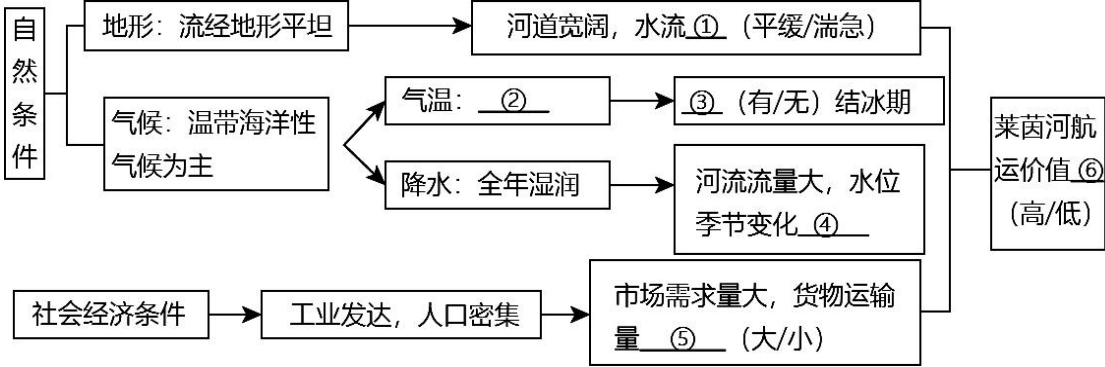 自然条件
地形：流经地形平坦
河道宽阔，水流①（平缓/湍急）
气候：温带海洋性
气候为主
气温：②
③（有/无）结冰期
降水：全年湿润
河流流量大，水位
季节变化④
社会经济条件
工业发达，人口密集
市场需求量大，货物运输
量⑤（大/小）
莱茵河航
运价值⑥
（高/低）